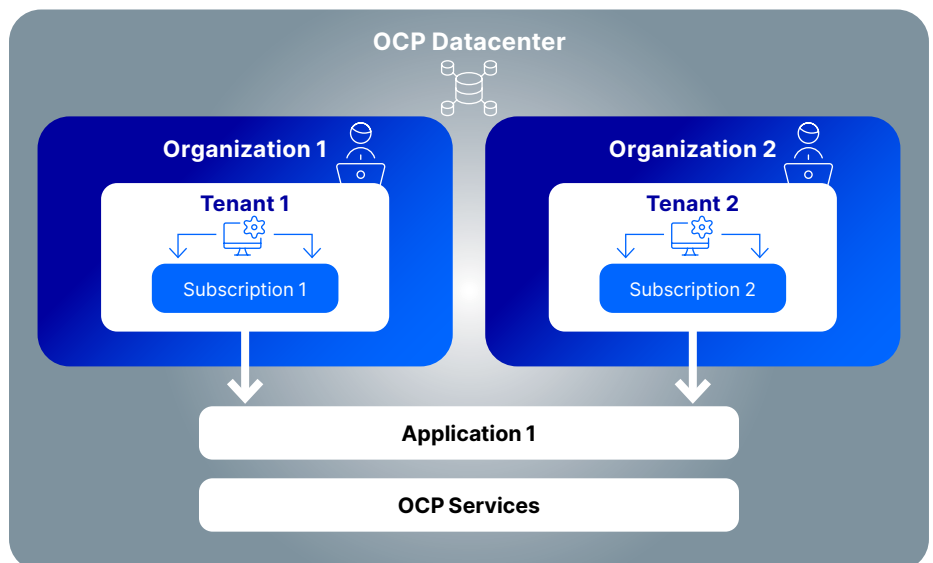 OCP Datacenter
Organization 1
Organization 2
Tenant 1
Tenant 2
Subscription 1
Subscription 2
Application 1
OCP Services